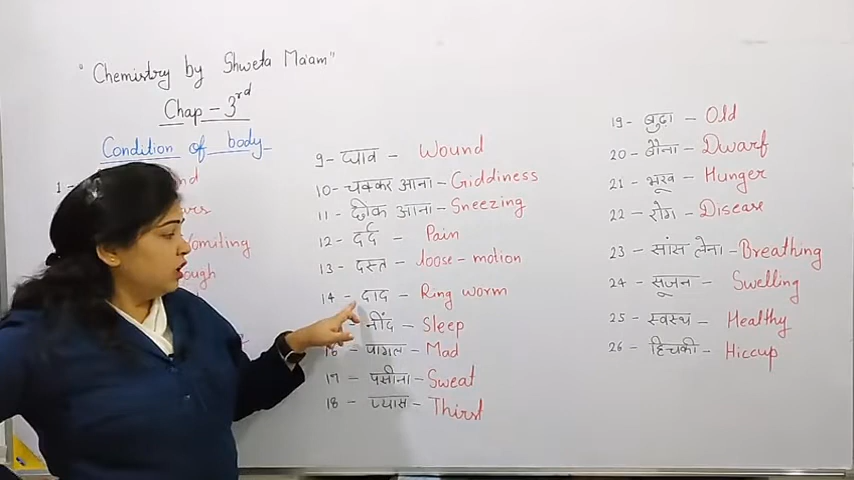 "Chemistry by Shweta Ma'am"
Chap - 3rd
Condition of body
1 -
Vomiting
9 - घाव - Wound
10 - चक्कर आना - Giddiness
11 - छींक आना - Sneezing
12 - दर्द - Pain
13 - दस्त - loose - motion
14 - दाद - Ring worm
नींद - Sleep
16 - पागल - Mad
17 - पसीना - Sweat
18 - प्यास - Thirst
19 - बुढ़ा - Old
20 - बौना - Dwarf
21 - भूख - Hunger
22 - रोग - Disease
23 - सांस लेना - Breathing
24 - सूजन - Swelling
25 - स्वस्थ - Healthy
26 - हिचकी - Hiccup